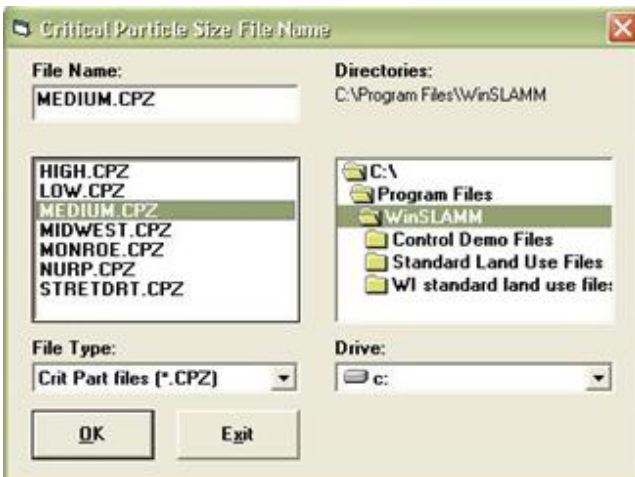 Critical Particle Size File Name
File Name:
MEDIUM.CPZ
Directories:
C:\Program Files\WinSLAMM
HIGH.CPZ
LOW.CPZ
MEDIUM.CPZ
MIDWEST.CPZ
MONROE.CPZ
NURP.CPZ
STRETDRT.CPZ
C:\
Program Files
WinSLAMM
Control Demo Files
Standard Land Use Files
WI standard land use files
File Type:
Crit Part files (*.CPZ)
Drive:
c:
OK
Exit